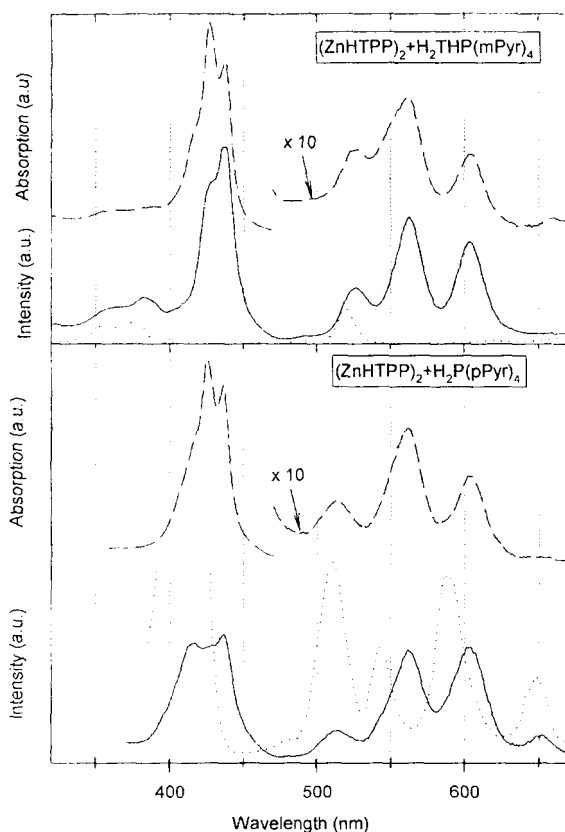 (ZnHTPP)₂+H₂THP(mPyr)₄
Absorption (a.u)
x 10
Intensity (a.u.)
(ZnHTPP)₂+H₂P(pPyr)₄
Absorption (a u.)
x 10
Intensity (a.u.)
400 500 600
Wavelength (nm)